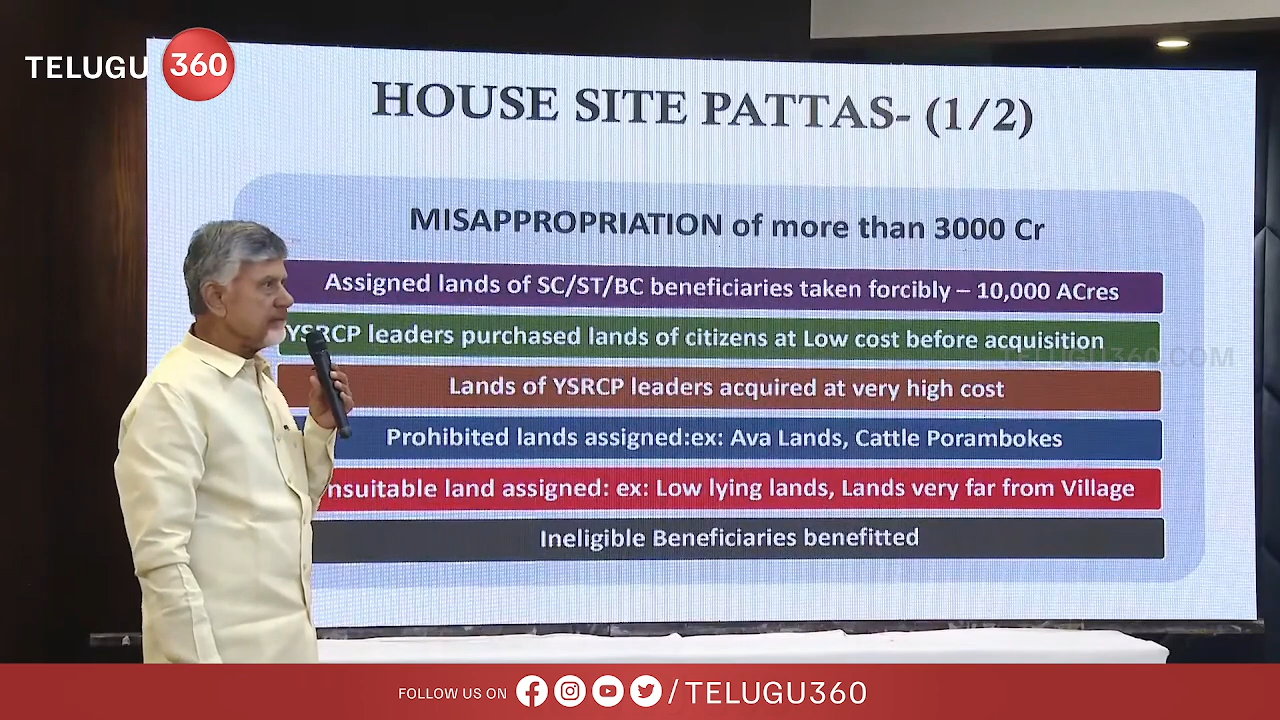 TELUGU 360
HOUSE SITE PATTAS- (1/2)
MISAPPROPRIATION of more than 3000 Cr
Assigned lands of SC/ST/BC beneficiaries taken forcibly – 10,000 ACres
YSRCP leaders purchased lands of citizens at Low cost before acquisition
TELUGU360.COM
Lands of YSRCP leaders acquired at very high cost
Prohibited lands assigned:ex: Ava Lands, Cattle Porambokes
nsuitable land assigned: ex: Low lying lands, Lands very far from Village
Ineligible Beneficiaries benefitted
FOLLOW US ON /TELUGU360